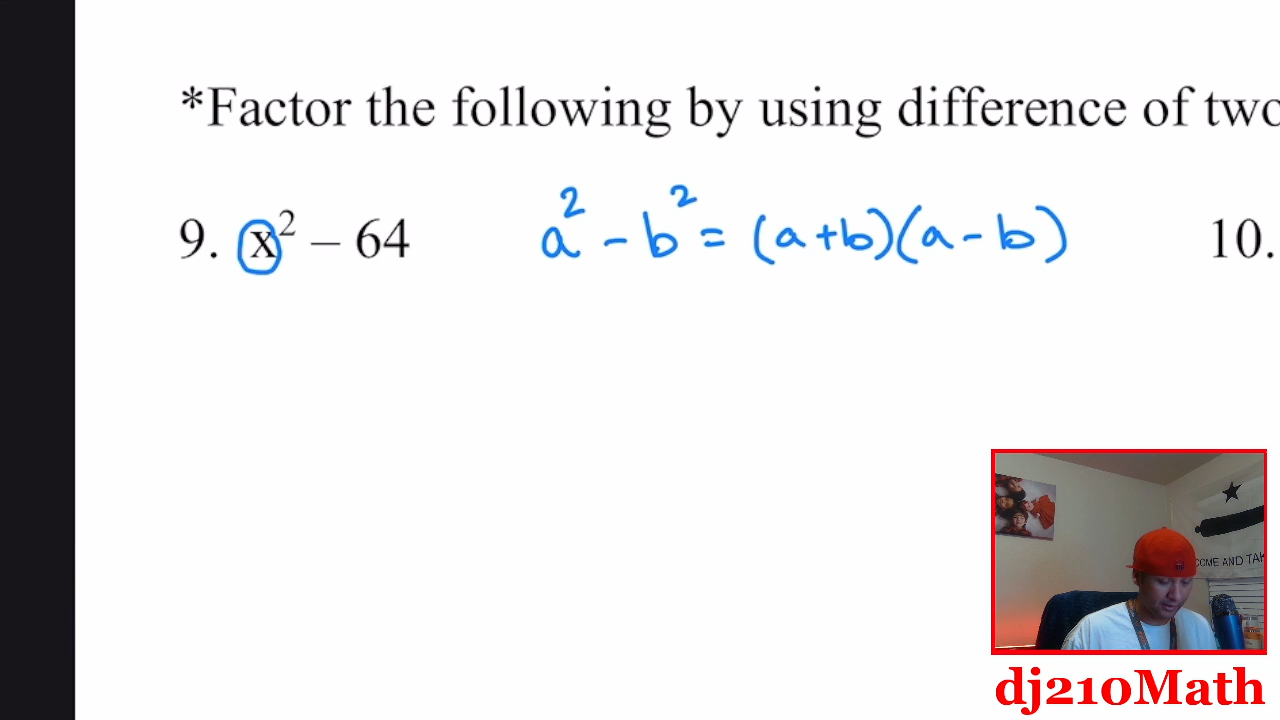 *Factor the following by using difference of two
9. x² – 64 a² - b² = (a+b)(a-b) 10.
COME AND TAK
dj210Math